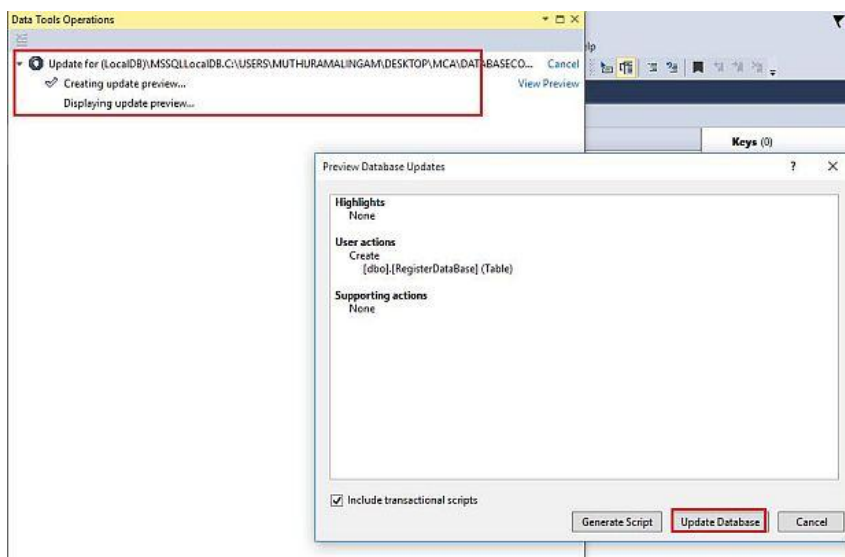 Data Tools Operations
Update for (LocalDB)\MSSQLLocalDB.C:\USERS\MUTHURAMALINGAM\DESKTOP\MCA\DATABASECO... Cancel
Creating update preview... View Preview
Displaying update preview...
lp
Keys (0)
Preview Database Updates ?
Highlights
None
User actions
Create
[dbo].[RegisterDataBase] (Table)
Supporting actions
None
Include transactional scripts
Generate Script Update Database Cancel